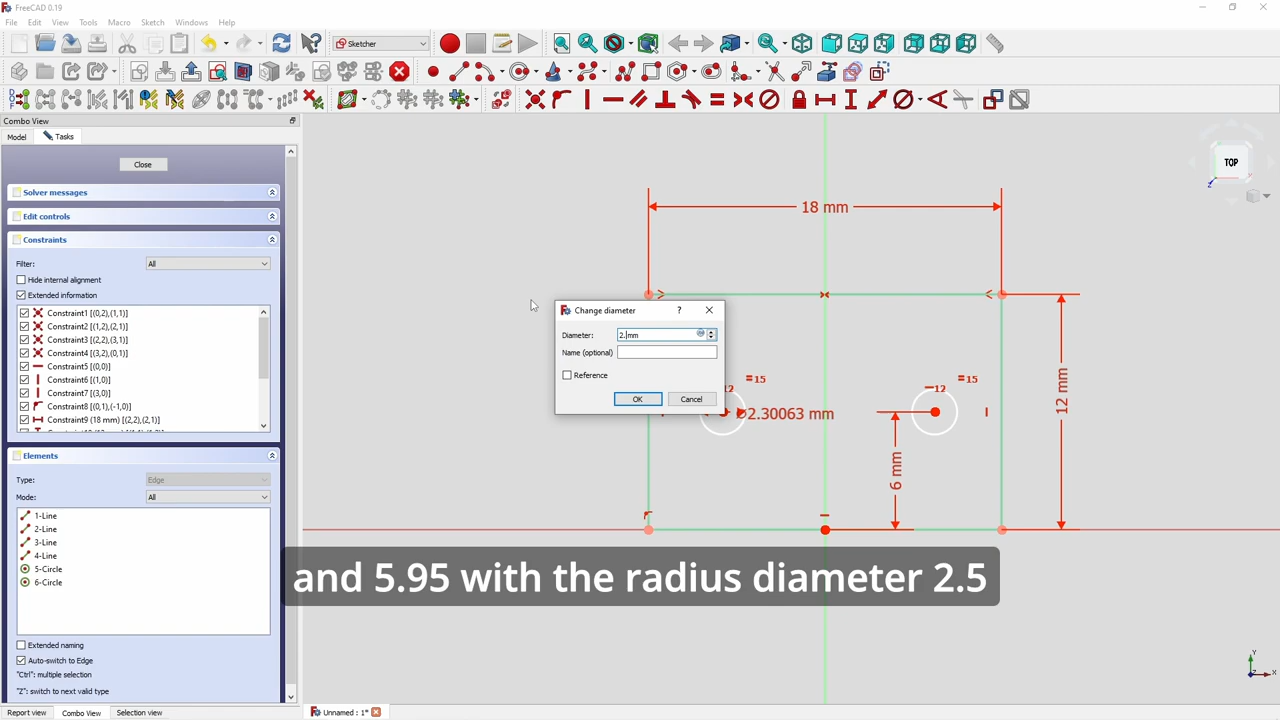 FreeCAD 0.19
File Edit View Tools Macro Sketch Windows Help
Sketcher
Combo View
Model Tasks
TOP
Close
Solver messages
Edit controls
Constraints
Filter: All
Hide internal alignment
Extended information
Constraint1 [(0,2),(1,1)]
Constraint2 [(1,2),(2,1)]
Constraint3 [(2,2),(3,1)]
Constraint4 [(3,2),(0,1)]
Constraint5 [(0,0)]
Constraint6 [(1,0)]
Constraint7 [(3,0)]
Constraint8 [(0,1),(-1,0)]
Constraint9 (18 mm) [(2,2),(2,1)]
Elements
Type: Edge
Mode: All
1-Line
2-Line
3-Line
4-Line
5-Circle
6-Circle
Extended naming
Auto-switch to Edge
"Ctrl": multiple selection
"Z": switch to next valid type
Report view Combo View Selection view
18 mm
Change diameter ?
Diameter: 2.mm
Name (optional)
Reference
OK Cancel
12 =15
12 =15
Ø2.30063 mm
12 mm
6 mm
and 5.95 with the radius diameter 2.5
Y
Z X
Unnamed : 1*